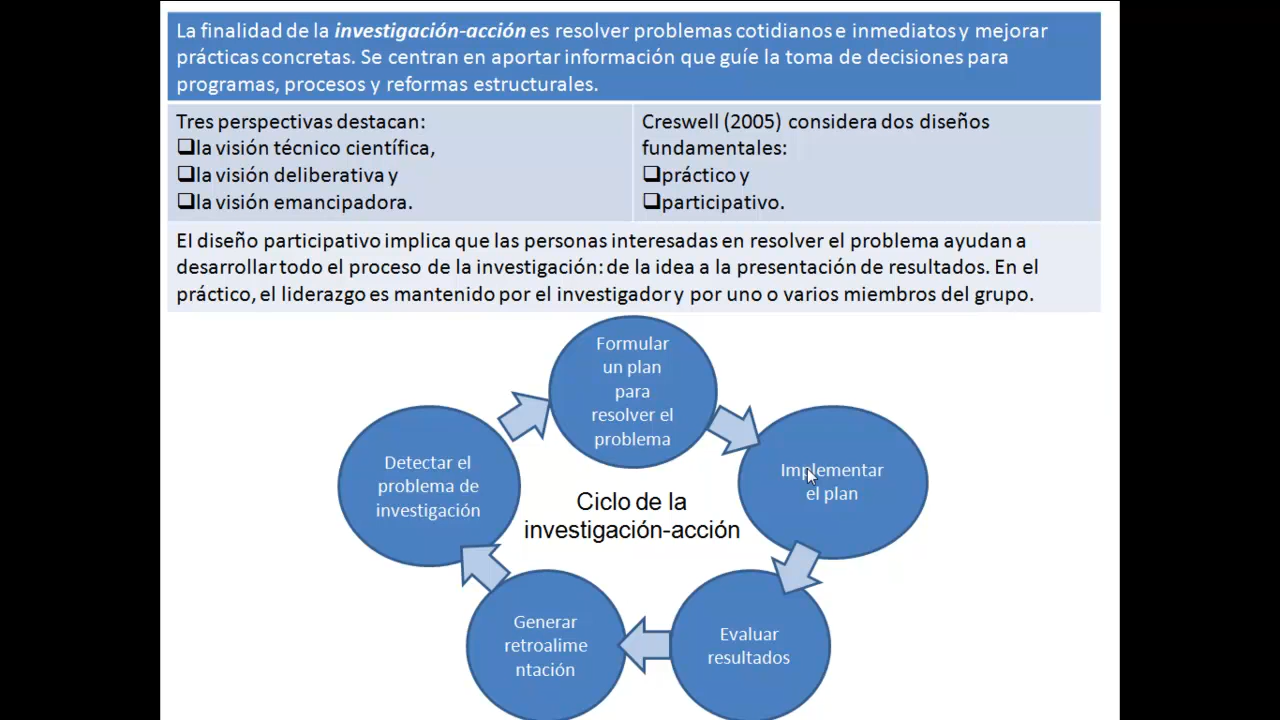 La finalidad de la investigación-acción es resolver problemas cotidianos e inmediatos y mejorar
prácticas concretas. Se centran en aportar información que guíe la toma de decisiones para
programas, procesos y reformas estructurales.
Tres perspectivas destacan:
❑la visión técnico científica,
❑la visión deliberativa y
❑la visión emancipadora.
Creswell (2005) considera dos diseños
fundamentales:
❑práctico y
❑participativo.
El diseño participativo implica que las personas interesadas en resolver el problema ayudan a
desarrollar todo el proceso de la investigación: de la idea a la presentación de resultados. En el
práctico, el liderazgo es mantenido por el investigador y por uno o varios miembros del grupo.
Formular
un plan
para
resolver el
problema
Implementar
el plan
Evaluar
resultados
Generar
retroalime
ntación
Detectar el
problema de
investigación
Ciclo de la
investigación-acción